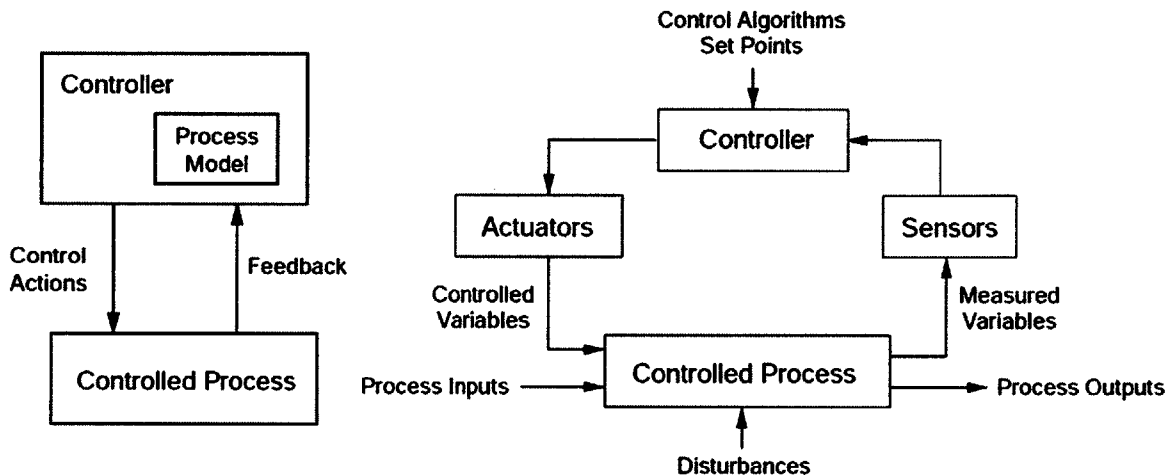 Controller
Process
Model
Control
Actions
Feedback
Controlled Process
Control Algorithms
Set Points
Controller
Actuators
Sensors
Controlled
Variables
Measured
Variables
Controlled Process
Process Inputs
Process Outputs
Disturbances